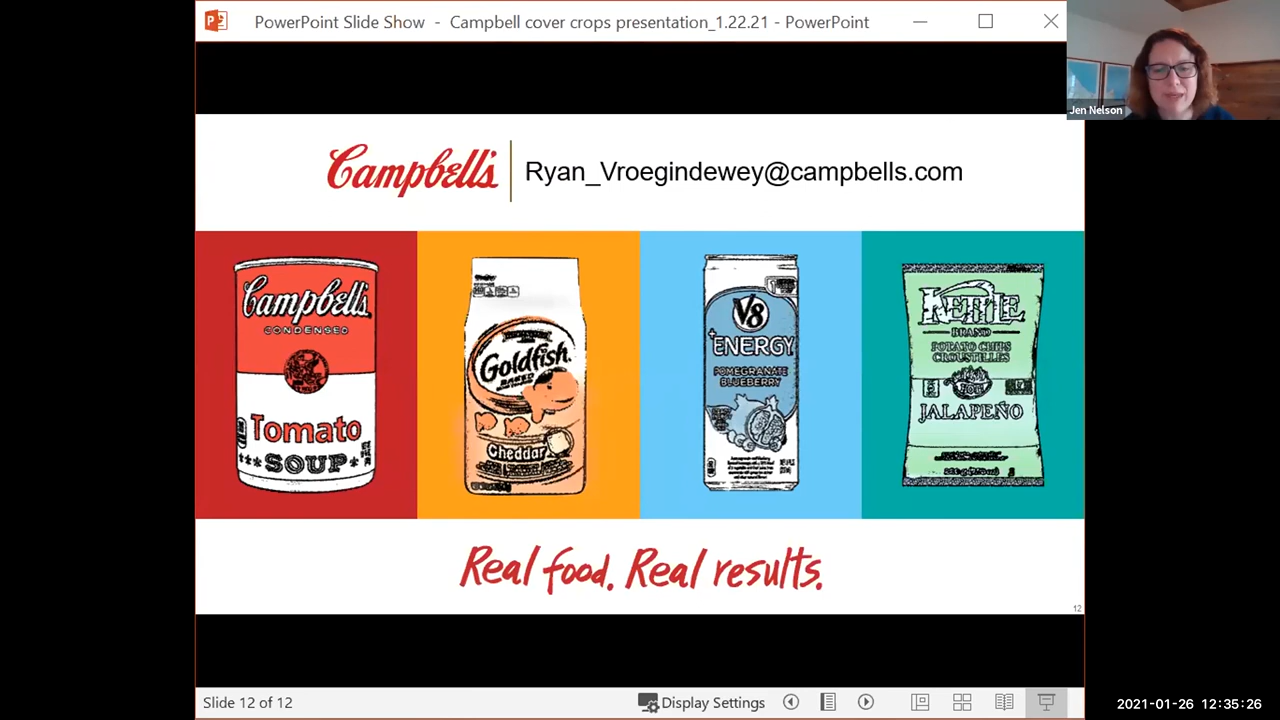 PowerPoint Slide Show - Campbell cover crops presentation_1.22.21 - PowerPoint
Jen Nelson
Campbell's
Ryan_Vroegindewey@campbells.com
Campbell's
CONDENSED
Tomato
SOUP
Goldfish
BAKED
Cheddar
V8
+ENERGY
POMEGRANATE
BLUEBERRY
KETTLE
BRAND
POTATO CHIPS
CROUSTILLES
JALAPEÑO
Real food. Real results.
12
Slide 12 of 12
Display Settings
2021-01-26 12:35:26